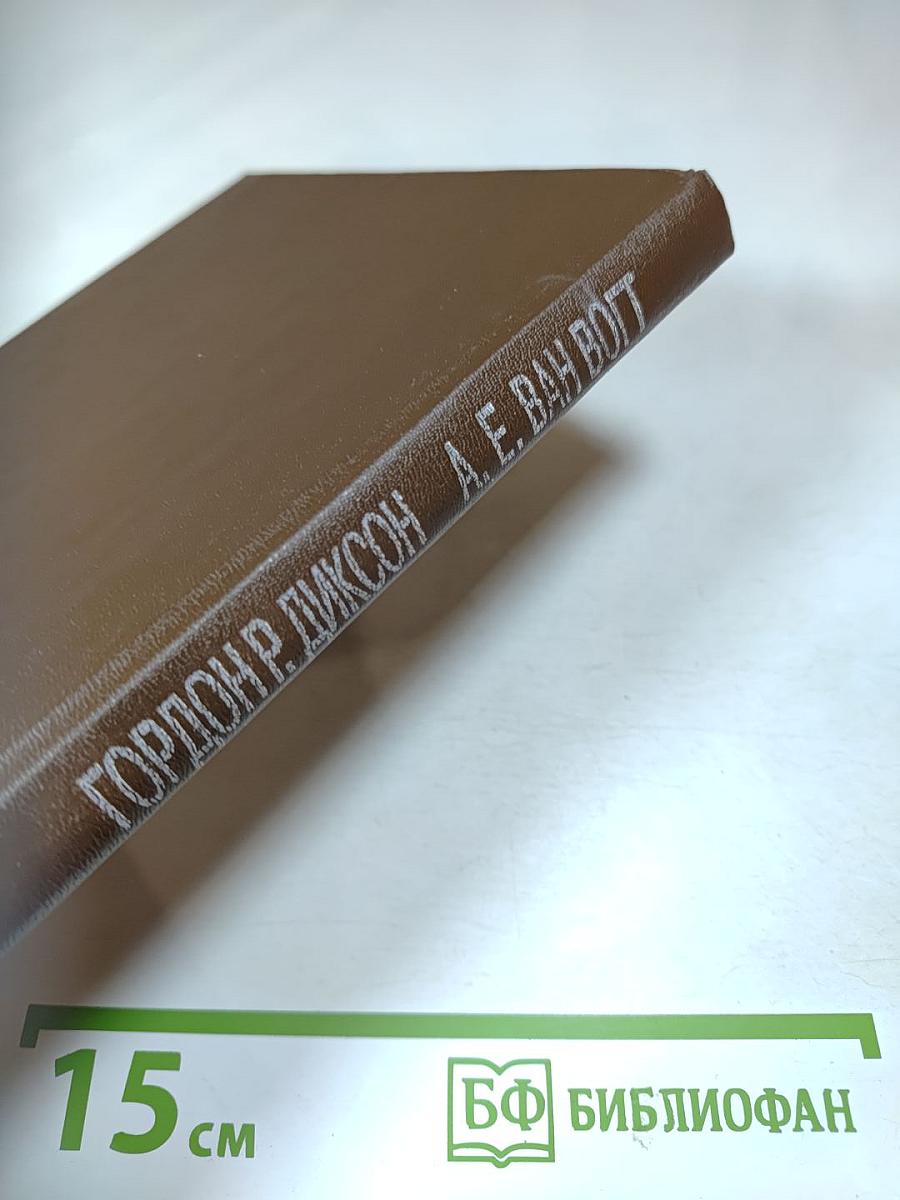 ГОРДОН Р. ДИКСОН А. Е. ВАН ВОГТ
15 см
БФ БИБЛИОФАН